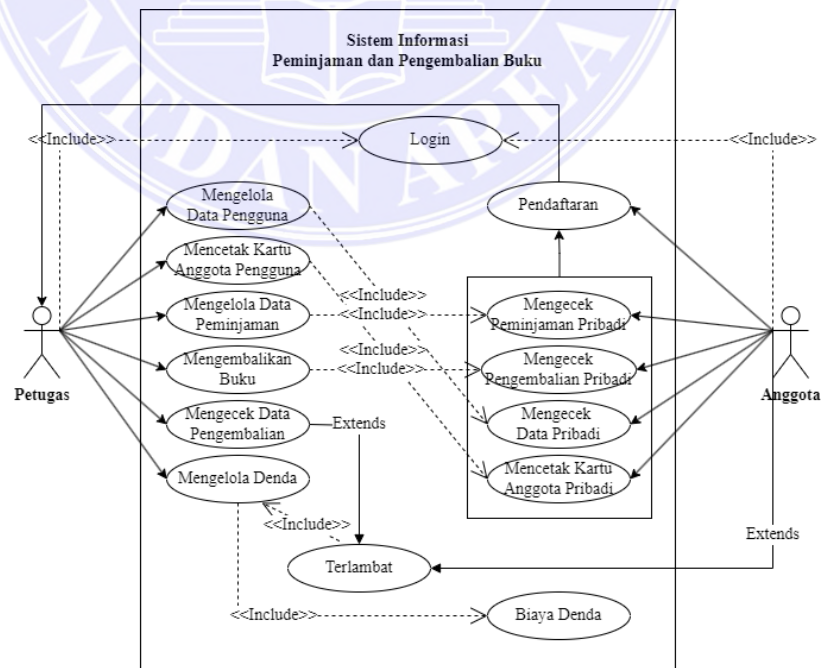 Sistem Informasi
Peminjaman dan Pengembalian Buku
<<Include>>
Login
<<Include>>
MEDAN AREA
Mengelola
Data Pengguna
Pendaftaran
Mencetak Kartu
Anggota Pengguna
<<Include>>
<<Include>>
Mengelola Data
Peminjaman
Mengecek
Peminjaman Pribadi
<<Include>>
<<Include>>
Mengembalikan
Buku
Mengecek
Pengembalian Pribadi
Petugas
Anggota
Mengecek Data
Pengembalian
Extends
Mengecek
Data Pribadi
Mengelola Denda
Mencetak Kartu
Anggota Pribadi
<<Include>>
Extends
Terlambat
<<Include>>
Biaya Denda